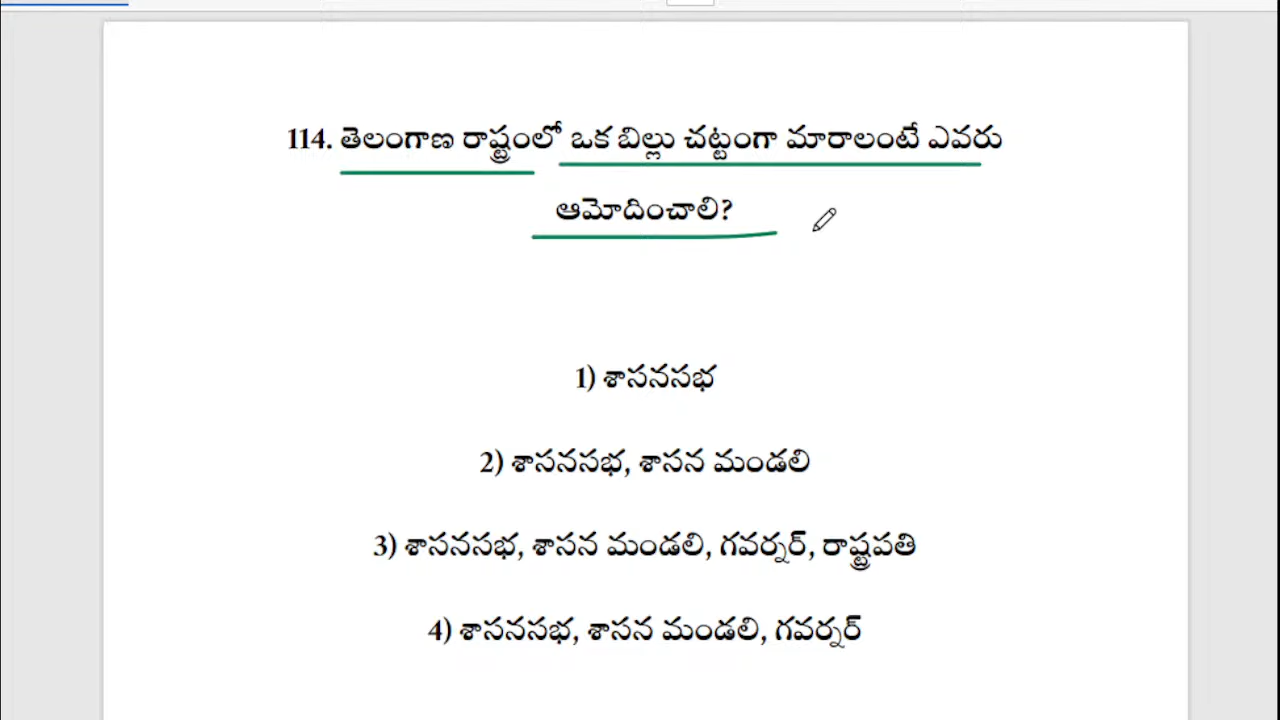 114. తెలంగాణ రాష్ట్రంలో ఒక బిల్లు చట్టంగా మారాలంటే ఎవరు
ఆమోదించాలి?
1) శాసనసభ
2) శాసనసభ, శాసన మండలి
3) శాసనసభ, శాసన మండలి, గవర్నర్, రాష్ట్రపతి
4) శాసనసభ, శాసన మండలి, గవర్నర్